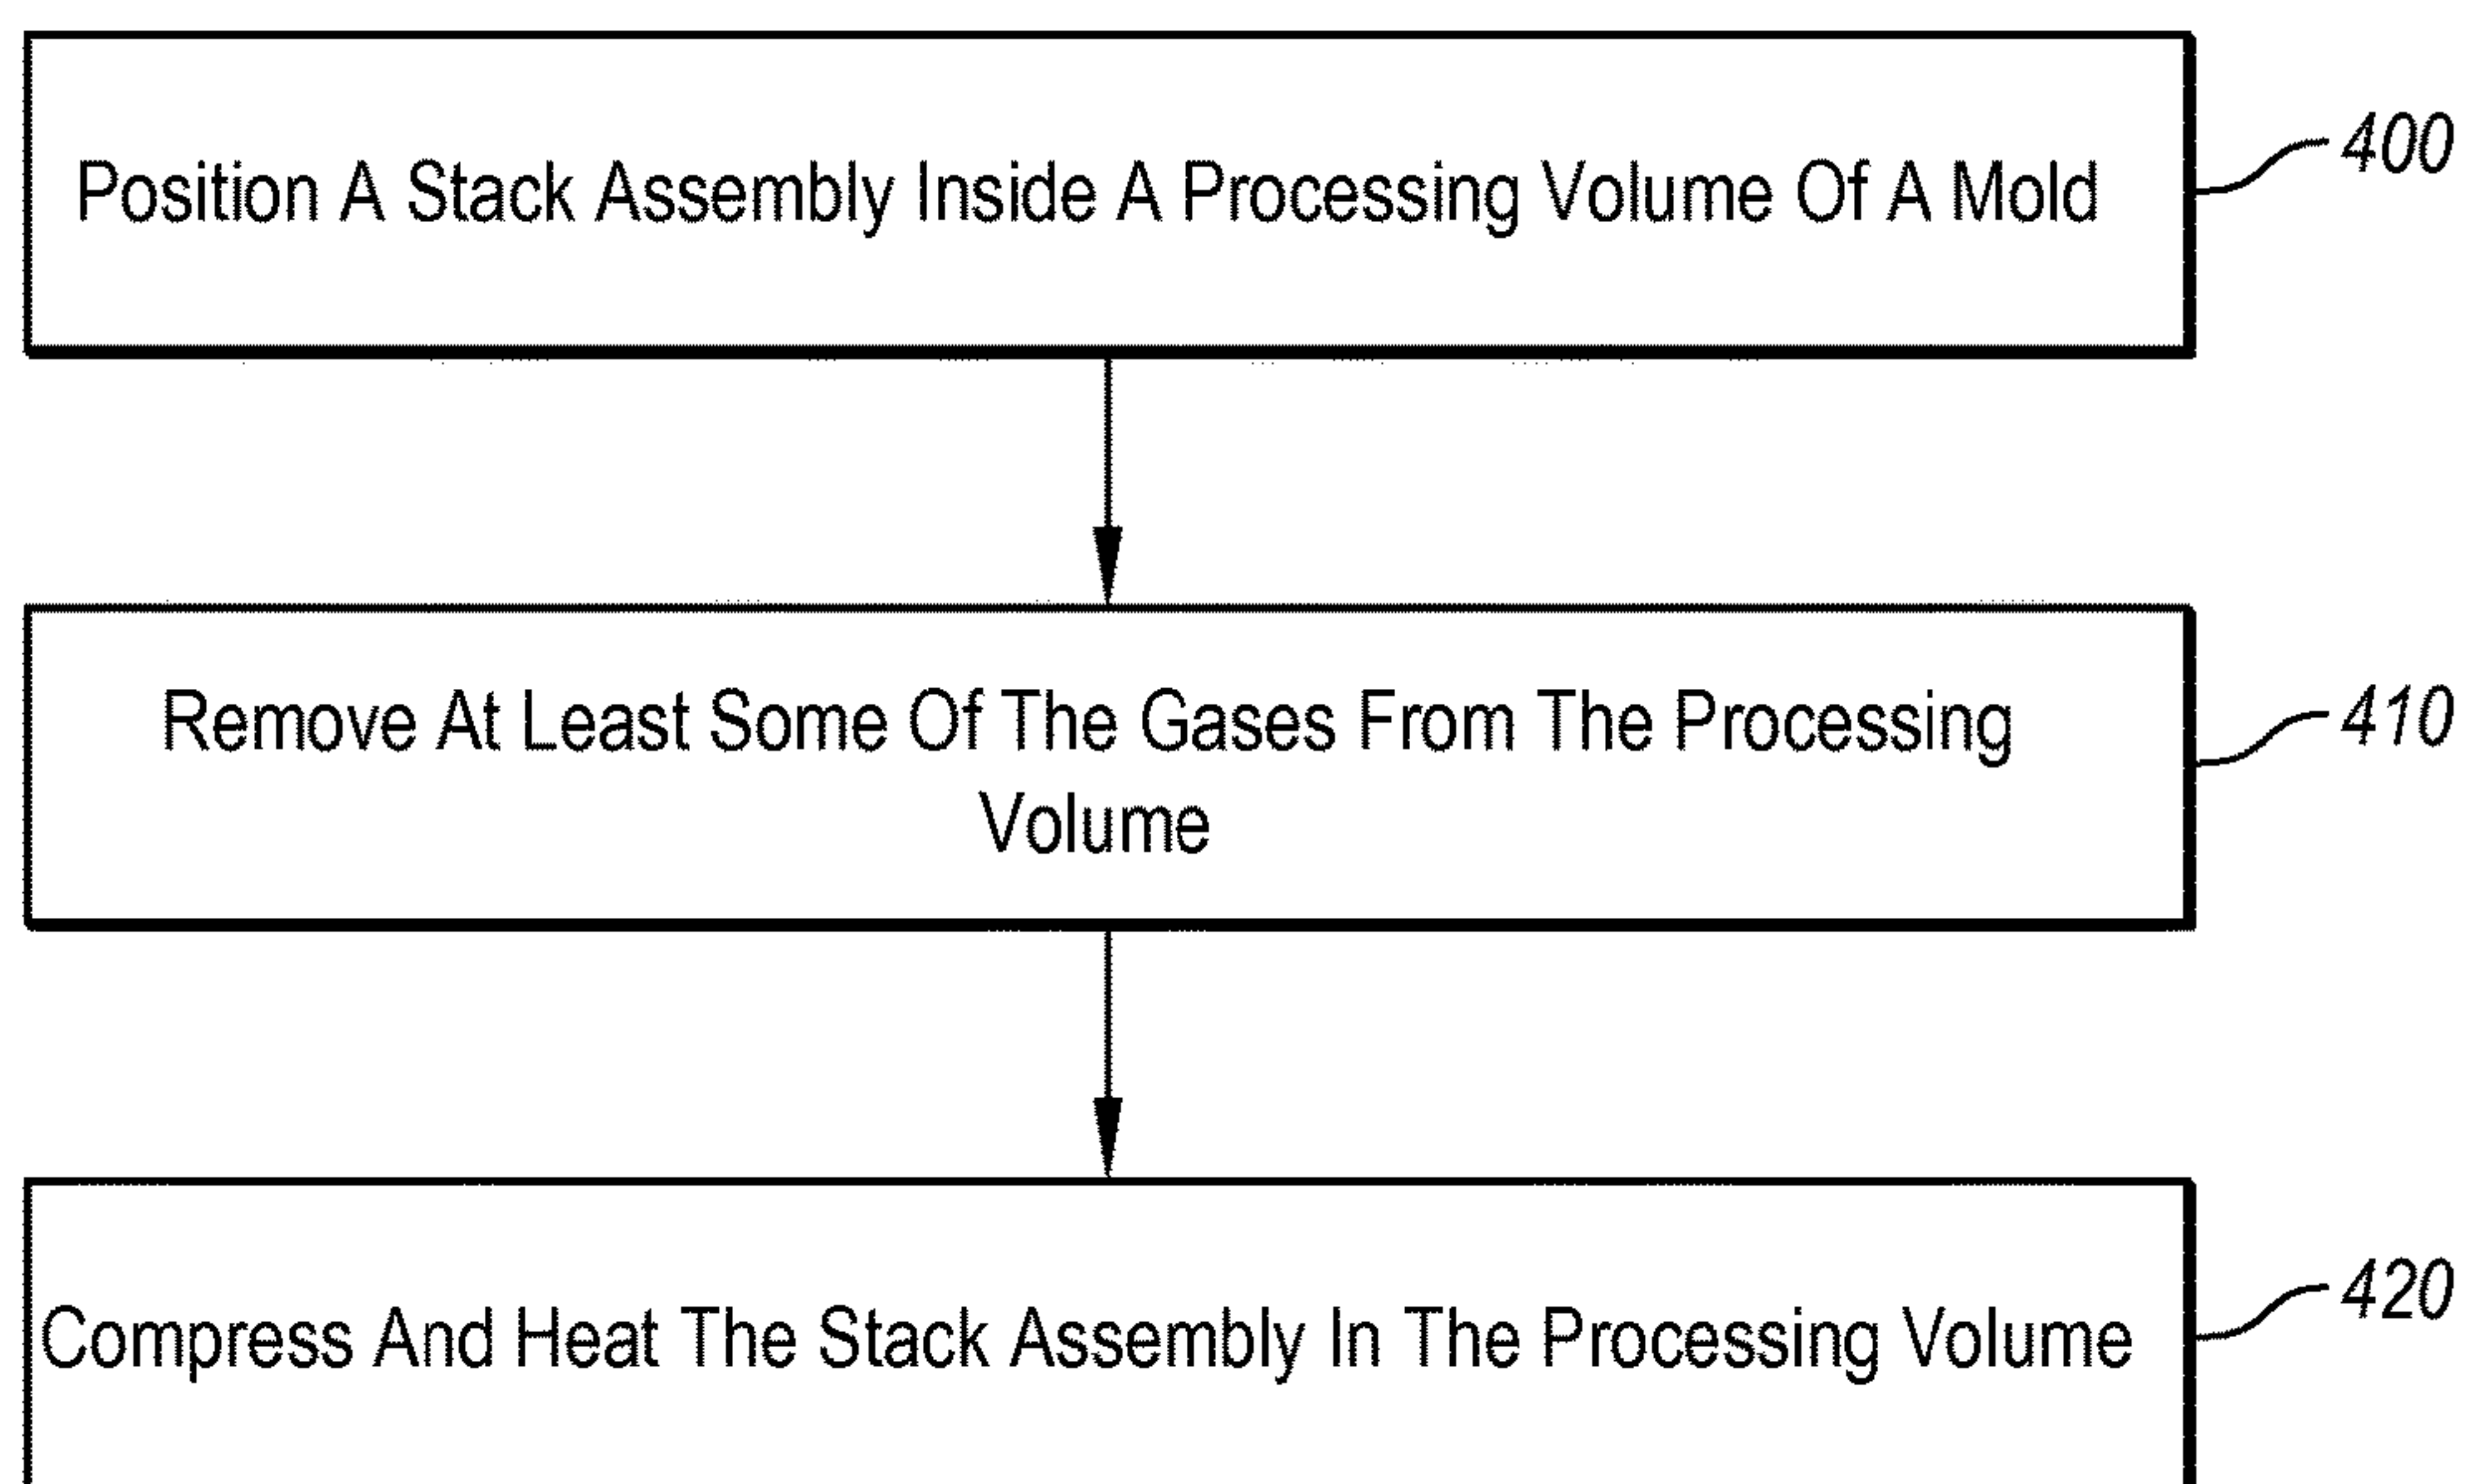 Position A Stack Assembly Inside A Processing Volume Of A Mold
400
Remove At Least Some Of The Gases From The Processing
Volume
410
Compress And Heat The Stack Assembly In The Processing Volume
420